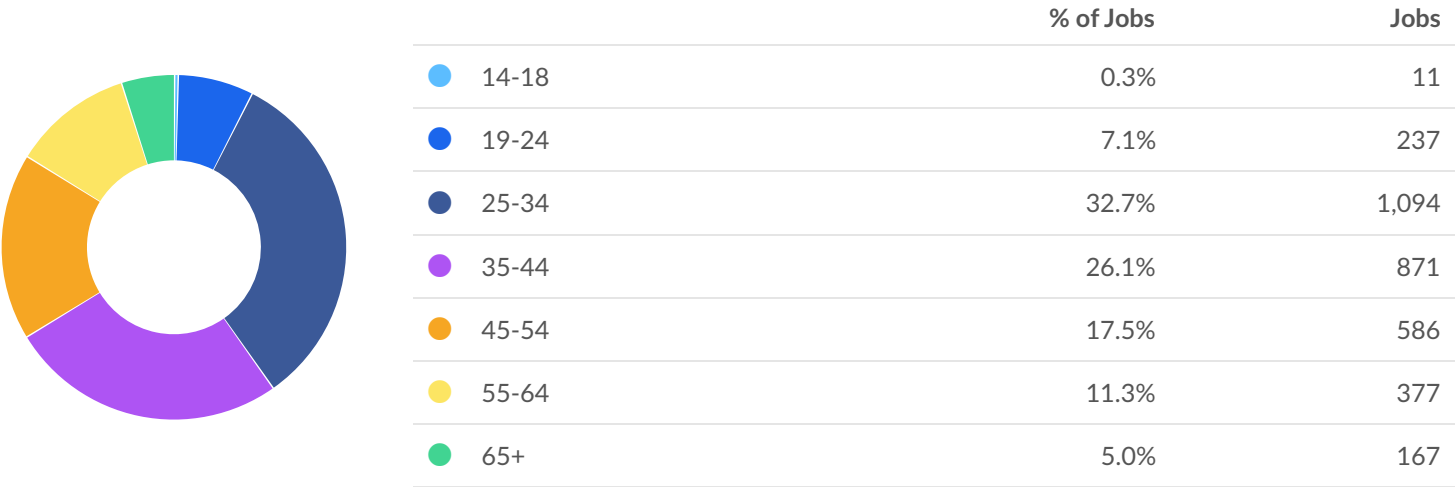 % of Jobs Jobs
14-18 0.3% 11
19-24 7.1% 237
25-34 32.7% 1,094
35-44 26.1% 871
45-54 17.5% 586
55-64 11.3% 377
65+ 5.0% 167